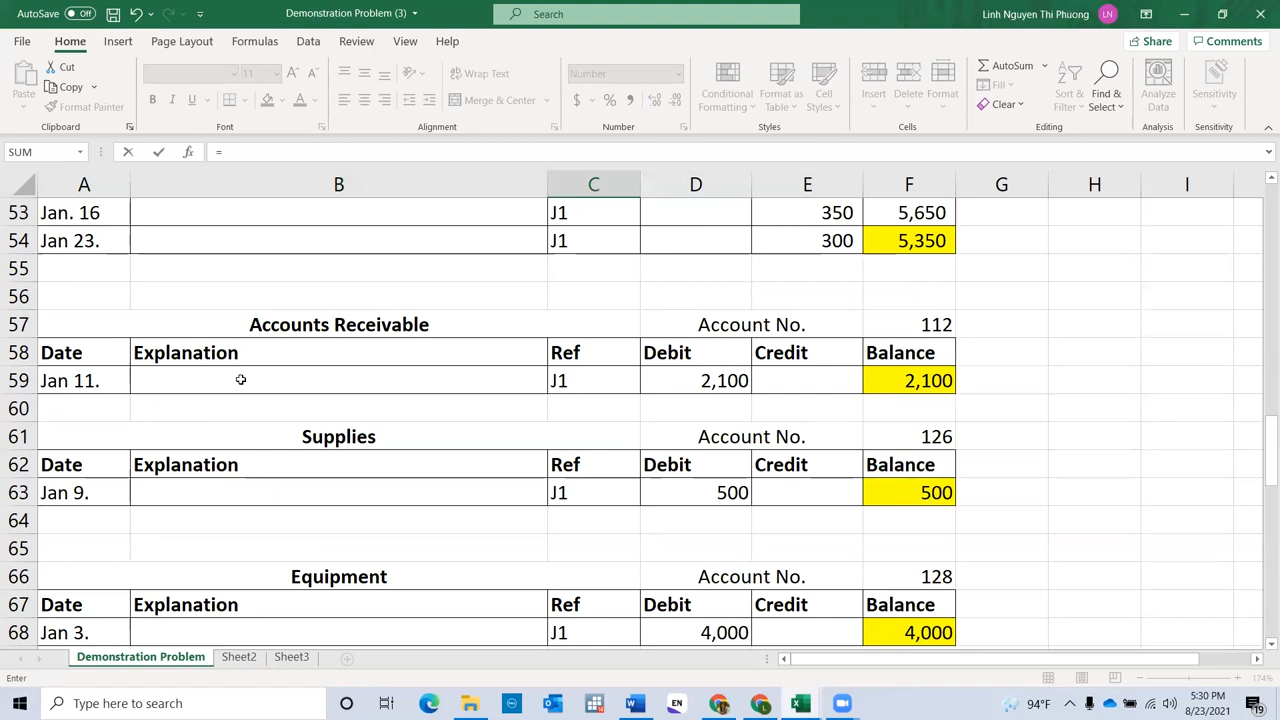 AutoSave Off Demonstration Problem (3) Search Linh Nguyen Thi Phuong LN
File Home Insert Page Layout Formulas Data Review View Help Share Comments
Paste Cut Copy Format Painter
11 Wrap Text Merge & Center
Number $ % 9
Conditional Formatting Format as Table Cell Styles Insert Delete Format
AutoSum Fill Clear Sort & Filter Find & Select Analyze Data Sensitivity
Clipboard Font Alignment Number Styles Cells Editing Analysis Sensitivity
SUM fx =
A B C D E F G H I
53 Jan. 16 J1 350 5,650
54 Jan 23. J1 300 5,350
55
56
57 Accounts Receivable Account No. 112
58 Date Explanation Ref Debit Credit Balance
59 Jan 11. J1 2,100 2,100
60
61 Supplies Account No. 126
62 Date Explanation Ref Debit Credit Balance
63 Jan 9. J1 500 500
64
65
66 Equipment Account No. 128
67 Date Explanation Ref Debit Credit Balance
68 Jan 3. J1 4,000 4,000
Demonstration Problem Sheet2 Sheet3
Enter 174%
Type here to search EN 94°F 5:30 PM
8/23/2021 19